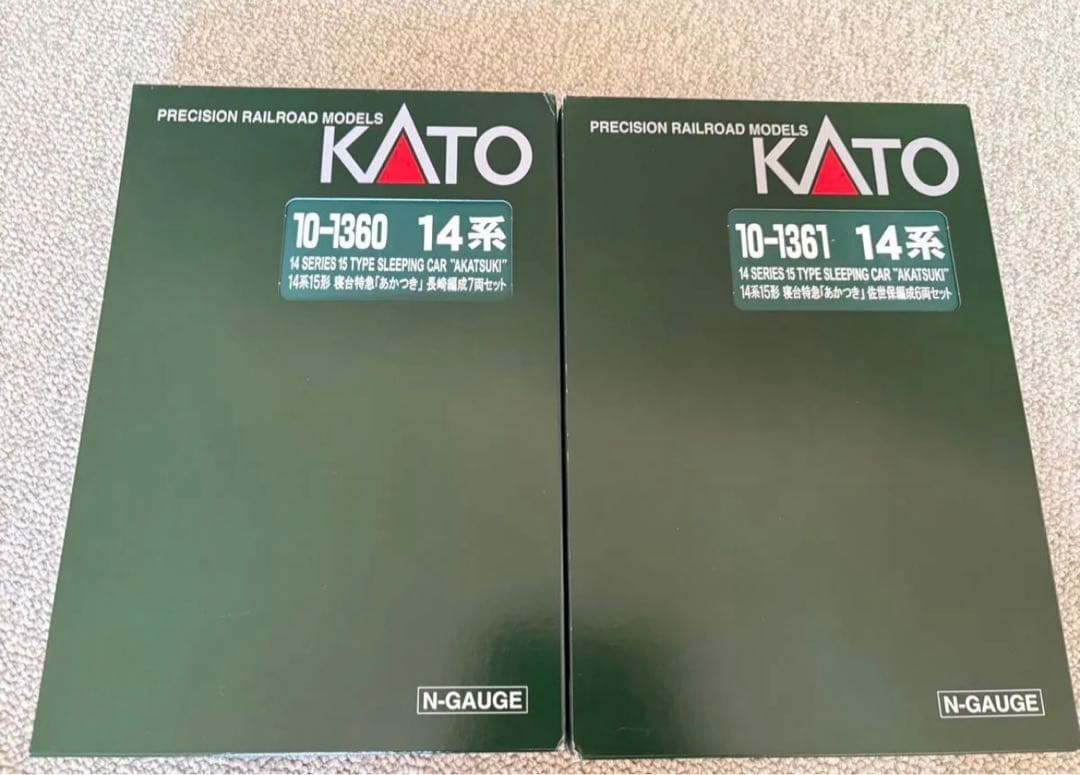 PRECISION RAILROAD MODELS
KATO
10-1360 14系
14 SERIES 15 TYPE SLEEPING CAR "AKATSUKI"
14系15形 寝台特急「あかつき」長崎編成7両セット
N-GAUGE
PRECISION RAILROAD MODELS
KATO
10-1361 14系
14 SERIES 15 TYPE SLEEPING CAR "AKATSUKI"
14系15形 寝台特急「あかつき」佐世保編成6両セット
N-GAUGE